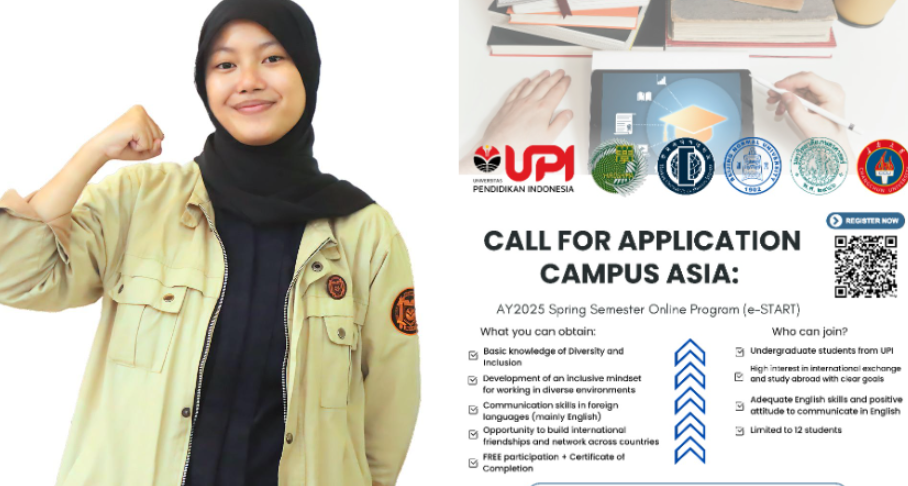 UPI
UNIVERSITAS
PENDIDIKAN INDONESIA
1902
REGISTER NOW
CALL FOR APPLICATION
CAMPUS ASIA:
AY2025 Spring Semester Online Program (e-START)
What you can obtain:
Basic knowledge of Diversity and
Inclusion
Development of an inclusive mindset
for working in diverse environments
Communication skills in foreign
languages (mainly English)
Opportunity to build international
friendships and network across countries
FREE participation + Certificate of
Completion
Who can join?
Undergraduate students from UPI
High interest in international exchange
and study abroad with clear goals
Adequate English skills and positive
attitude to communicate in English
Limited to 12 students